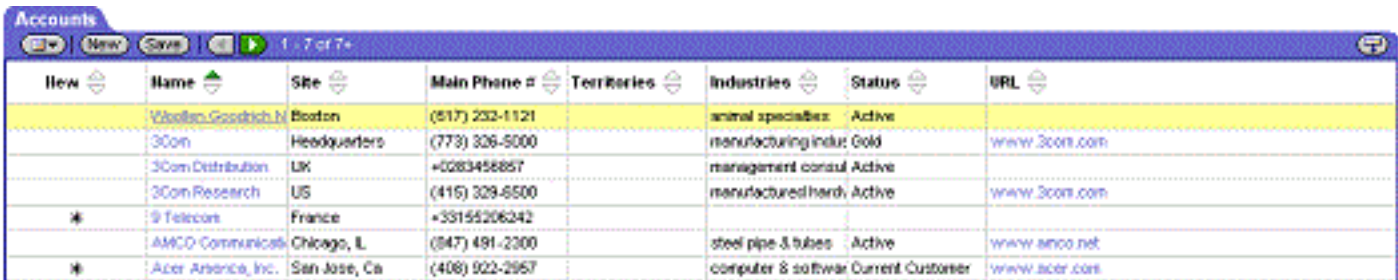 Accounts
New Save 1 - 7 of 7+
New Name Site Main Phone # Territories Industries Status URL
Woollen Goodrich N Boston (617) 232-1121 animal specialties Active
3Com Headquarters (773) 326-5000 manufacturing indus Gold www.3com.com
3Com Distribution UK +0283456857 management consul Active
3Com Research US (415) 329-6500 manufactured hardw Active www.3com.com
* 9 Telecom France +33155206242
AMCO Communicati Chicago, IL (847) 491-2300 steel pipe & tubes Active www.amco.net
* Acer America, Inc. San Jose, Ca (408) 922-2957 computer & softwar Current Customer www.acer.com